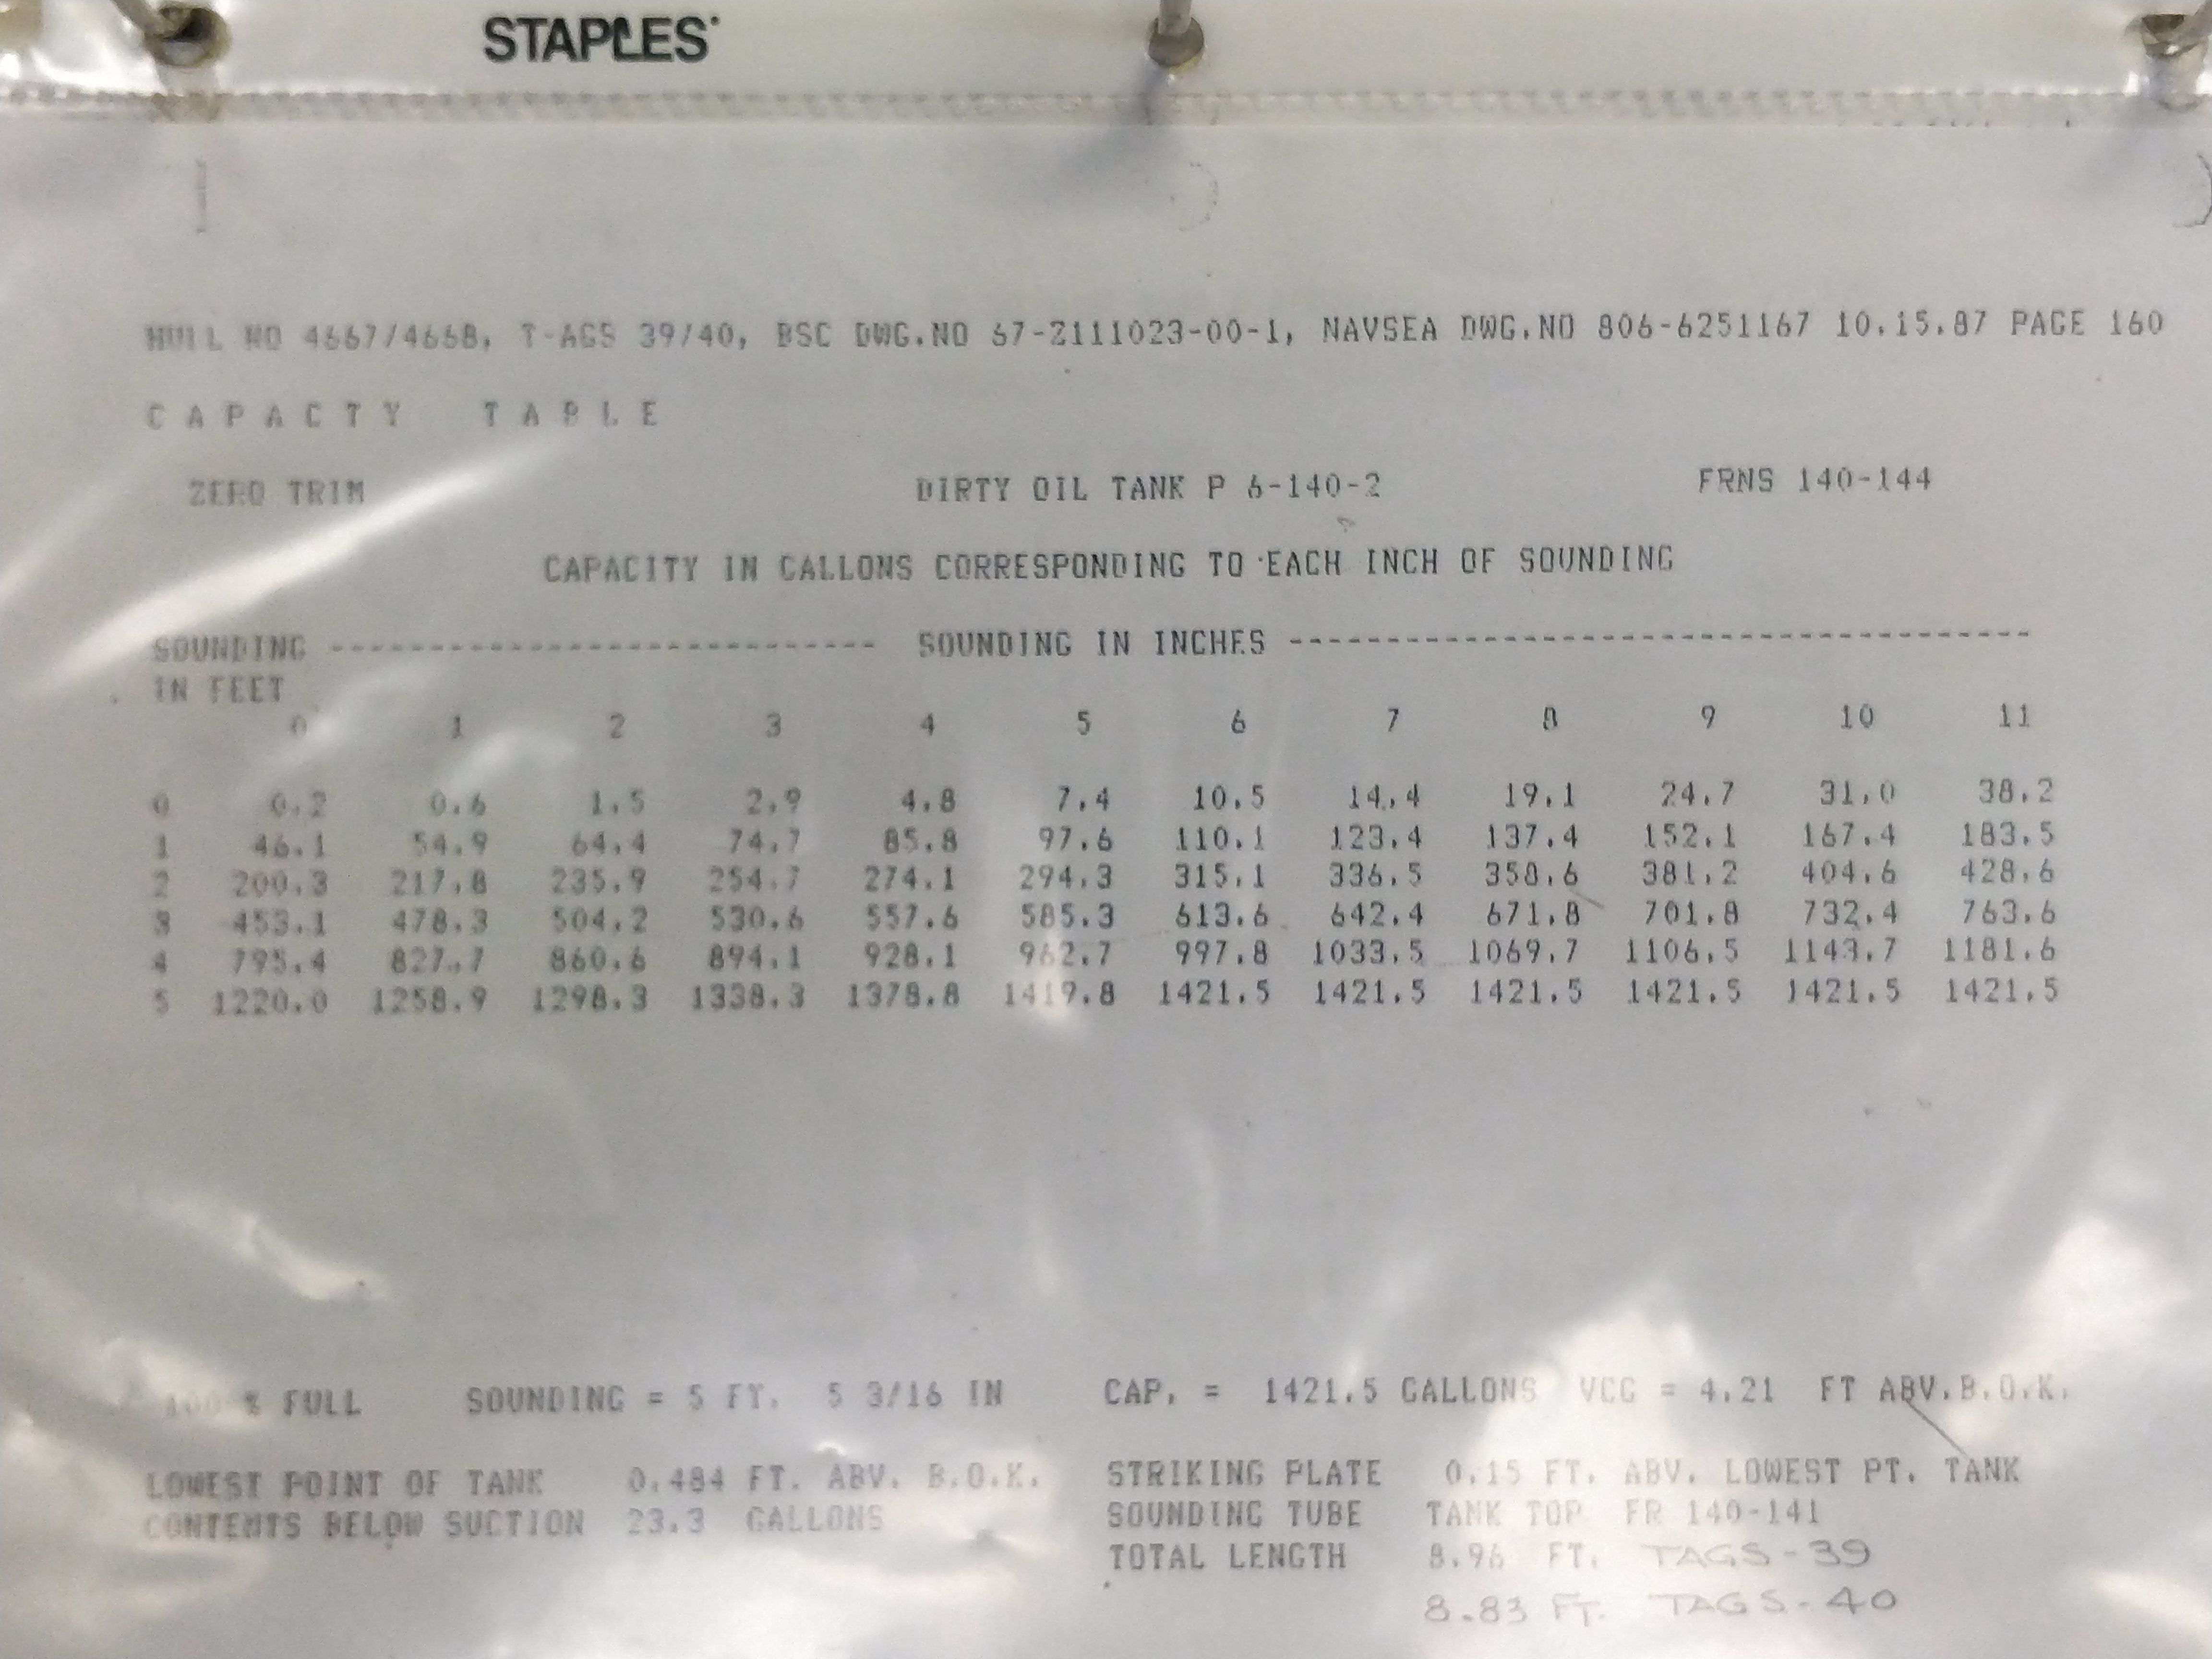 STAPLES
HULL NO 4667/4668, T-AGS 39/40, BSC DWG.NO 67-2111023-00-1, NAVSEA DWG.NO 806-6251167 10.15.87 PAGE 160
C A P A C T Y T A B L E
ZERO TRIM DIRTY OIL TANK P 6-140-2 FRNS 140-144
CAPACITY IN GALLONS CORRESPONDING TO EACH INCH OF SOUNDING
SOUNDING ---------------------------------- SOUNDING IN INCHES ----------------------------------------------
IN FEET
0 1 2 3 4 5 6 7 8 9 10 11
0 0.2 0.6 1.5 2.9 4.8 7.4 10.5 14.4 19.1 24.7 31.0 38.2
1 46.1 54.9 64.4 74.7 85.8 97.6 110.1 123.4 137.4 152.1 167.4 183.5
2 200.3 217.8 235.9 254.7 274.1 294.3 315.1 336.5 358.6 381.2 404.6 428.6
3 453.1 478.3 504.2 530.6 557.6 585.3 613.6 642.4 671.8 701.8 732.4 763.6
4 795.4 827.7 860.6 894.1 928.1 962.7 997.8 1033.5 1069.7 1106.5 1143.7 1181.6
5 1220.0 1258.9 1298.3 1338.3 1378.8 1419.8 1421.5 1421.5 1421.5 1421.5 1421.5 1421.5
100 % FULL SOUNDING = 5 FT. 5 3/16 IN CAP. = 1421.5 GALLONS VCG = 4.21 FT ABV.B.O.K.
LOWEST POINT OF TANK 0.484 FT. ABV. B.O.K. STRIKING PLATE 0.15 FT. ABV. LOWEST PT. TANK
CONTENTS BELOW SUCTION 23.3 GALLONS SOUNDING TUBE TANK TOP FR 140-141
TOTAL LENGTH 8.96 FT. TAGS-39
8.83 FT. TAGS-40